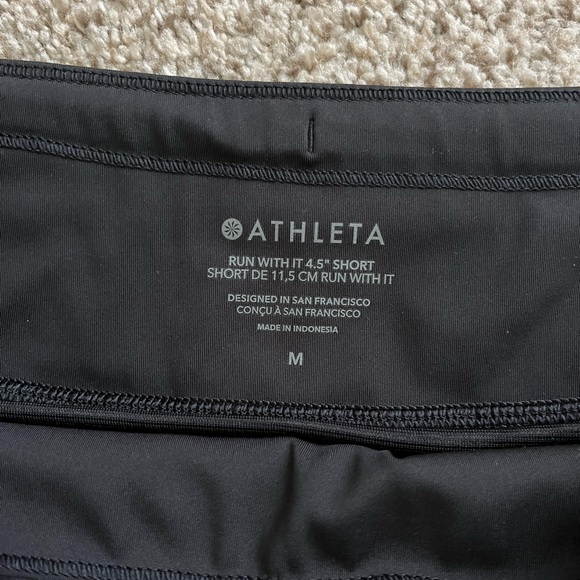 ATHLETA
RUN WITH IT 4.5" SHORT
SHORT DE 11,5 CM RUN WITH IT
DESIGNED IN SAN FRANCISCO
CONÇU À SAN FRANCISCO
MADE IN INDONESIA
M